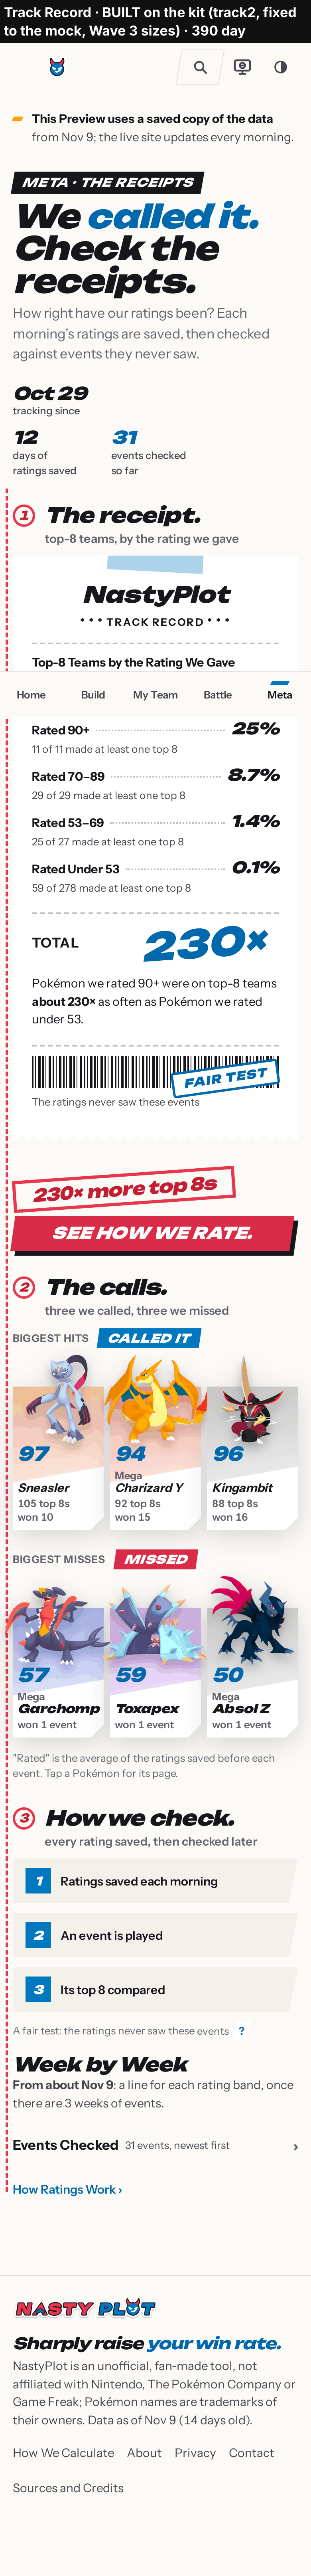 Track Record · BUILT on the kit (track2, fixed
to the mock, Wave 3 sizes) · 390 day
This Preview uses a saved copy of the data
from Nov 9; the live site updates every morning.
META · THE RECEIPTS
We called it.
Check the
receipts.
How right have our ratings been? Each
morning's ratings are saved, then checked
against events they never saw.
Oct 29
tracking since
12
days of
ratings saved
31
events checked
so far
1 The receipt.
top-8 teams, by the rating we gave
NastyPlot
* * * TRACK RECORD * * *
Top-8 Teams by the Rating We Gave
Home Build My Team Battle Meta
Rated 90+ 25%
11 of 11 made at least one top 8
Rated 70–89 8.7%
29 of 29 made at least one top 8
Rated 53–69 1.4%
25 of 27 made at least one top 8
Rated Under 53 0.1%
59 of 278 made at least one top 8
TOTAL 230×
Pokémon we rated 90+ were on top-8 teams
about 230× as often as Pokémon we rated
under 53.
FAIR TEST
The ratings never saw these events
230× more top 8s
SEE HOW WE RATE.
2 The calls.
three we called, three we missed
BIGGEST HITS CALLED IT
97
Sneasler
105 top 8s
won 10
94
Mega
Charizard Y
92 top 8s
won 15
96
Kingambit
88 top 8s
won 16
BIGGEST MISSES MISSED
57
Mega
Garchomp
won 1 event
59
Toxapex
won 1 event
50
Mega
Absol Z
won 1 event
"Rated" is the average of the ratings saved before each
event. Tap a Pokémon for its page.
3 How we check.
every rating saved, then checked later
1 Ratings saved each morning
2 An event is played
3 Its top 8 compared
A fair test: the ratings never saw these events ?
Week by Week
From about Nov 9: a line for each rating band, once
there are 3 weeks of events.
Events Checked 31 events, newest first ›
How Ratings Work ›
NASTY PLOT
Sharply raise your win rate.
NastyPlot is an unofficial, fan-made tool, not
affiliated with Nintendo, The Pokémon Company or
Game Freak; Pokémon names are trademarks of
their owners. Data as of Nov 9 (14 days old).
How We Calculate About Privacy Contact
Sources and Credits